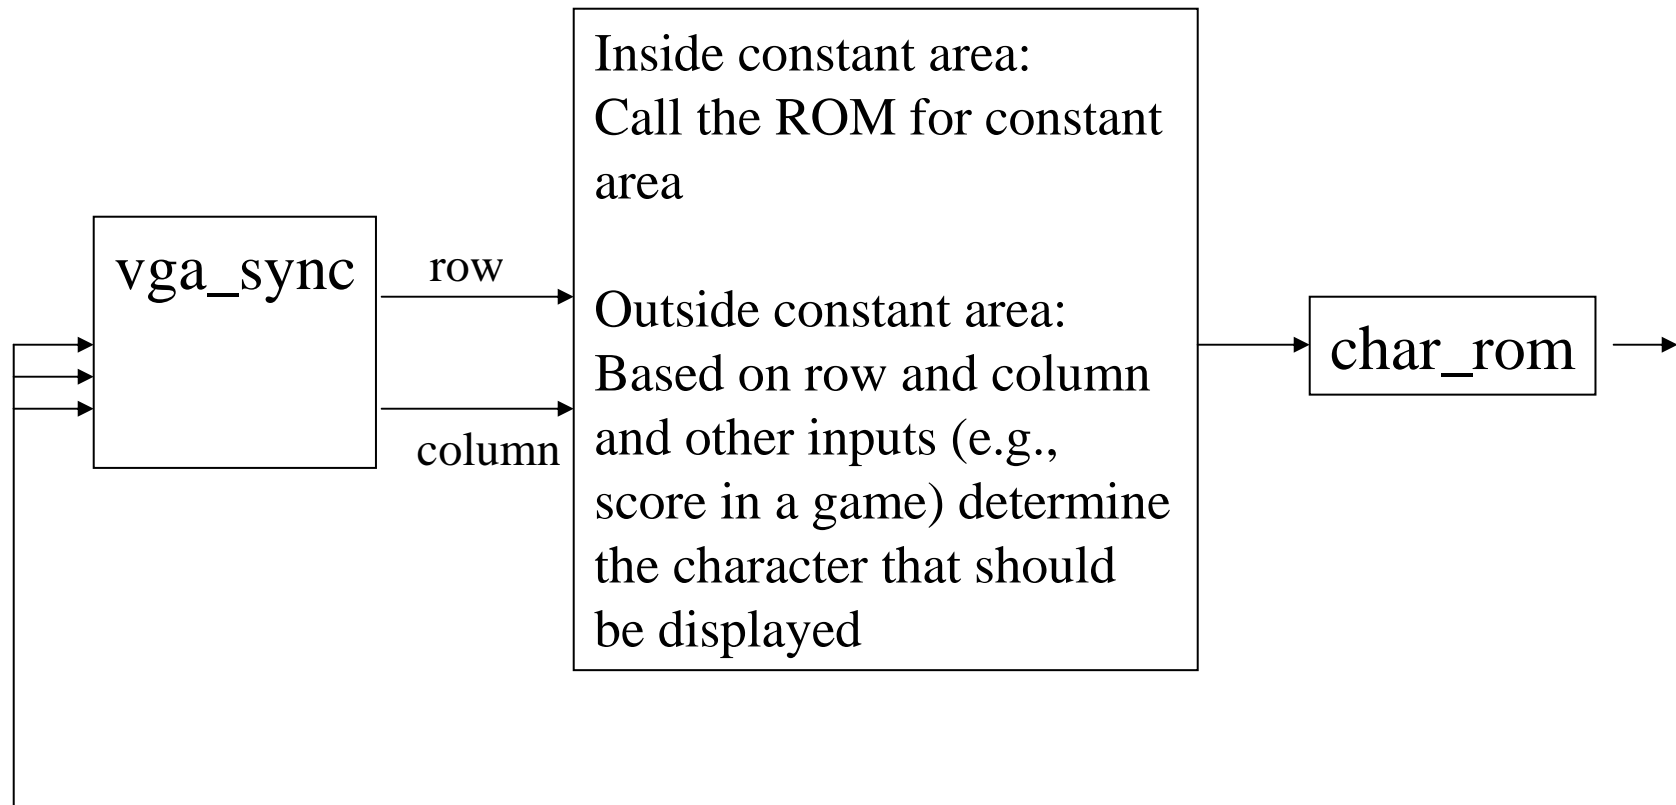 vga_sync
row
column
Inside constant area:
Call the ROM for constant
area
Outside constant area:
Based on row and column
and other inputs (e.g.,
score in a game) determine
the character that should
be displayed
char_rom